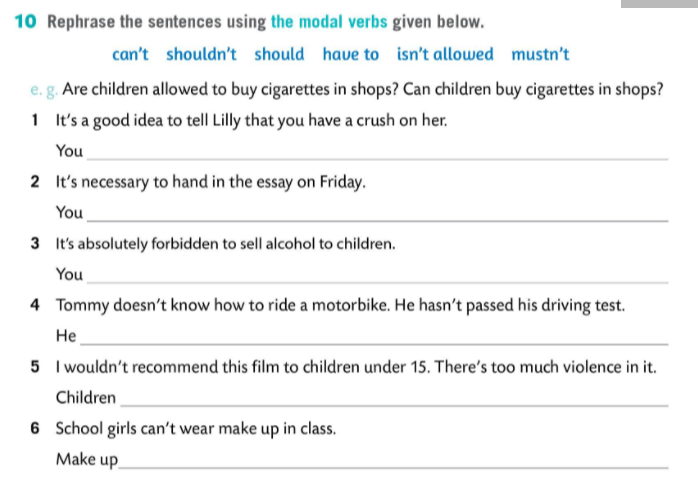 10 Rephrase the sentences using the modal verbs given below.
can't shouldn't should have to isn't allowed mustn't
e. g. Are children allowed to buy cigarettes in shops? Can children buy cigarettes in shops?
1 It's a good idea to tell Lilly that you have a crush on her.
You
2 It's necessary to hand in the essay on Friday.
You
3 It's absolutely forbidden to sell alcohol to children.
You
4 Tommy doesn't know how to ride a motorbike. He hasn't passed his driving test.
He
5 I wouldn't recommend this film to children under 15. There's too much violence in it.
Children
6 School girls can't wear make up in class.
Make up